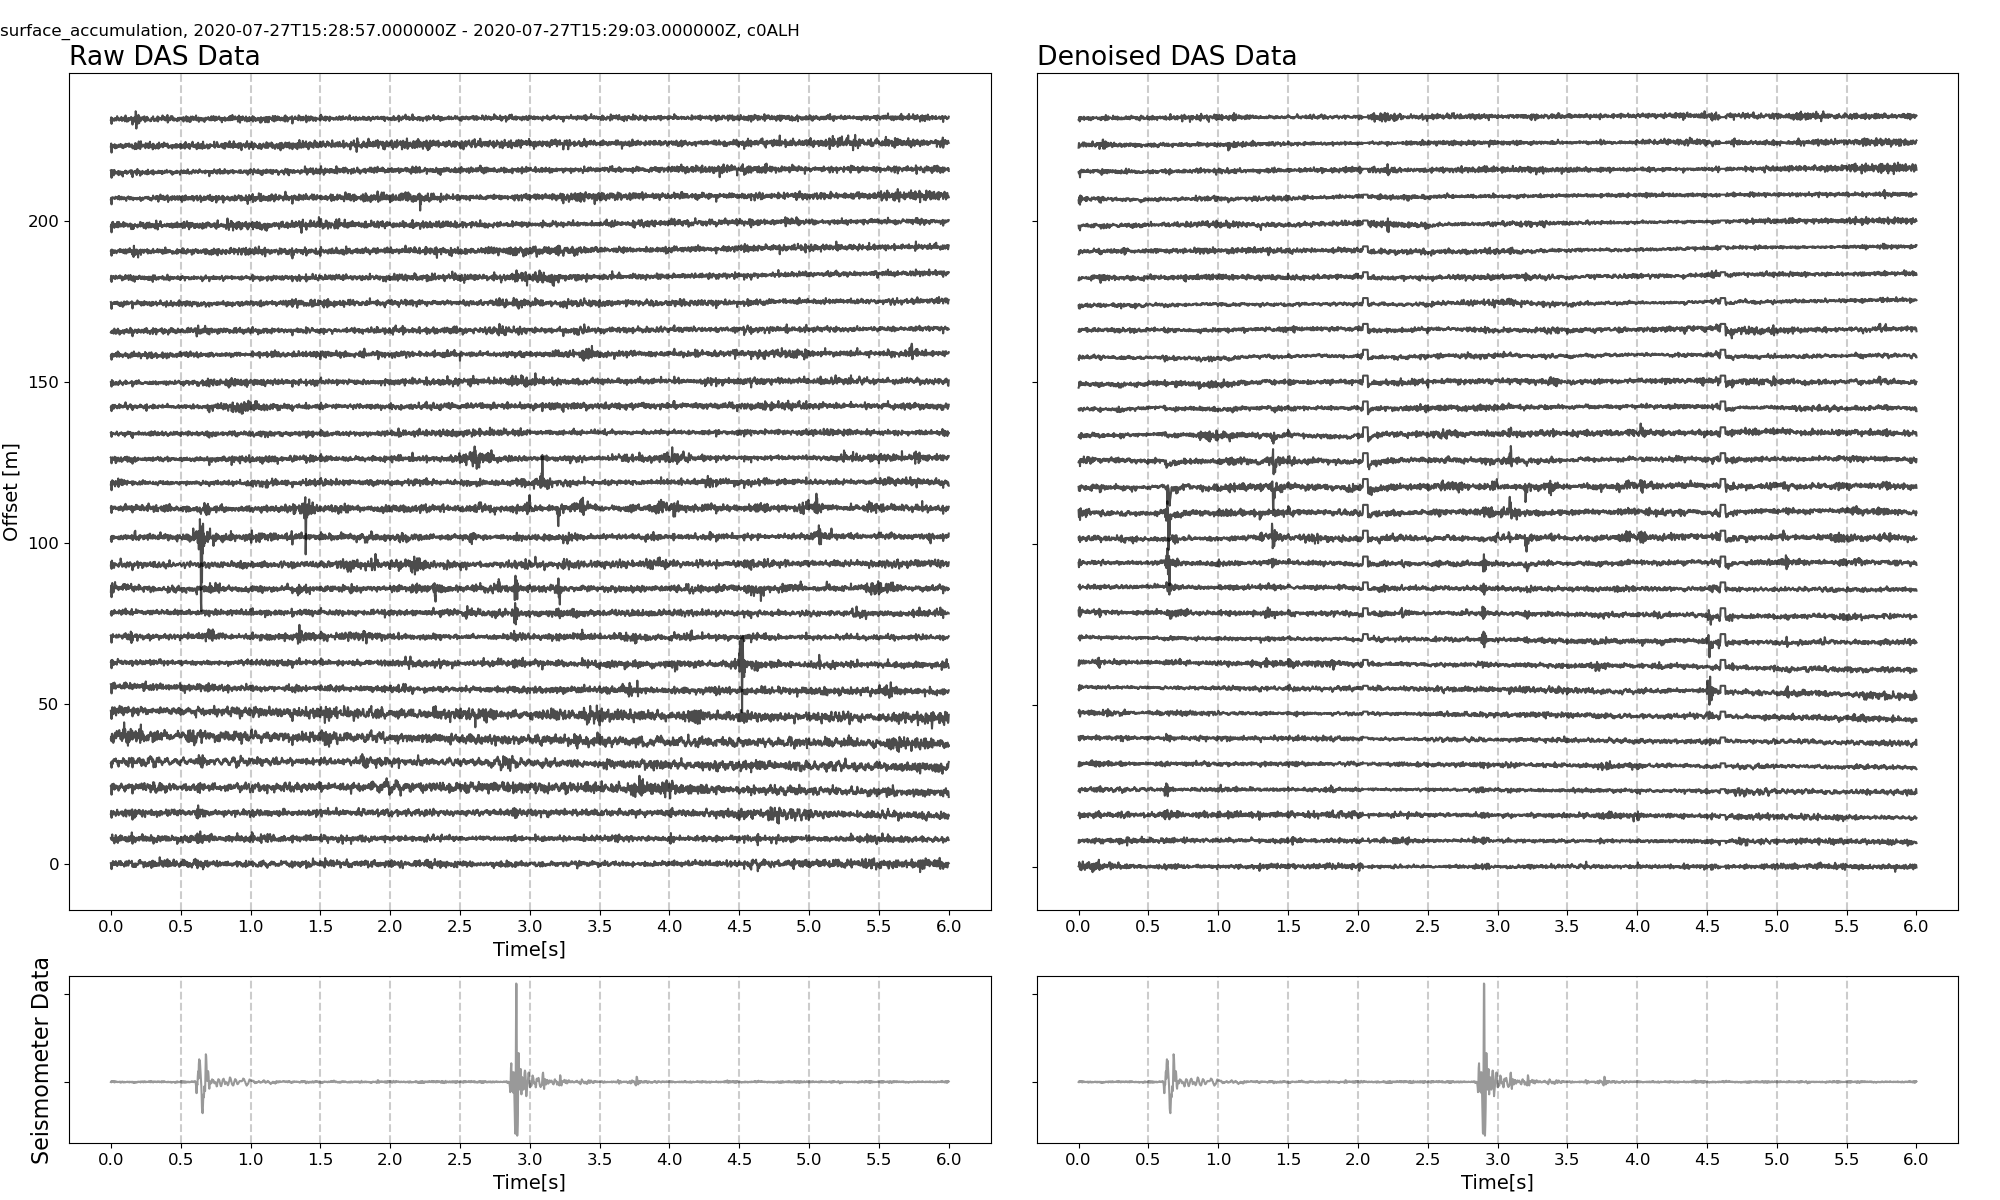 surface_accumulation, 2020-07-27T15:28:57.000000Z - 2020-07-27T15:29:03.000000Z, c0ALH
Raw DAS Data
Denoised DAS Data
Offset [m]
200
150
100
50
0
0.0 0.5 1.0 1.5 2.0 2.5 3.0 3.5 4.0 4.5 5.0 5.5 6.0
Time[s]
0.0 0.5 1.0 1.5 2.0 2.5 3.0 3.5 4.0 4.5 5.0 5.5 6.0
Seismometer Data
0.0 0.5 1.0 1.5 2.0 2.5 3.0 3.5 4.0 4.5 5.0 5.5 6.0
Time[s]
0.0 0.5 1.0 1.5 2.0 2.5 3.0 3.5 4.0 4.5 5.0 5.5 6.0
Time[s]